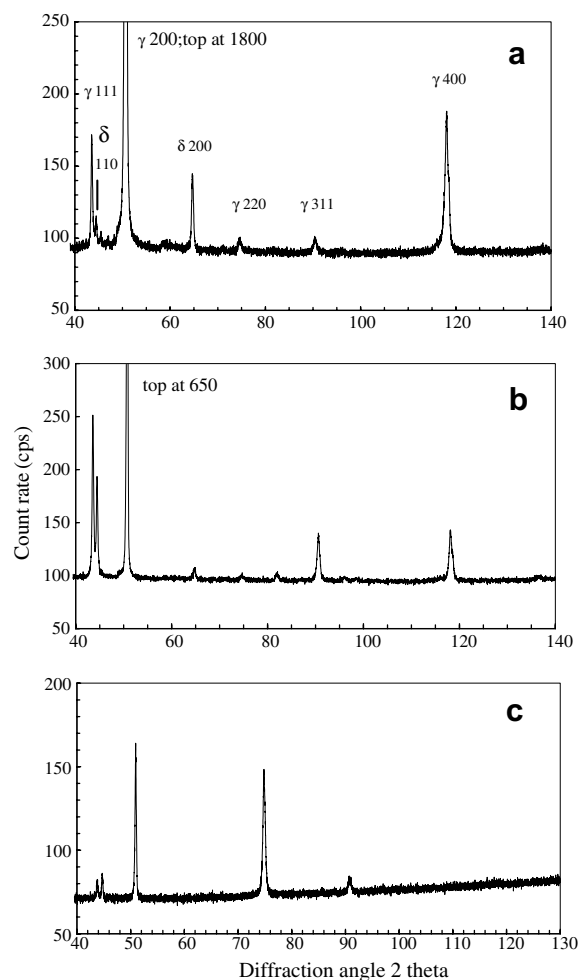 250
γ 200;top at 1800
a
γ 111
γ 400
200
δ
δ 200
150
110
γ 220
γ 311
100
50
40 60 80 100 120 140
300
top at 650
b
250
200
150
100
50
40 60 80 100 120 140
Count rate (cps)
200
c
150
100
50
40 50 60 70 80 90 100 110 120 130
Diffraction angle 2 theta